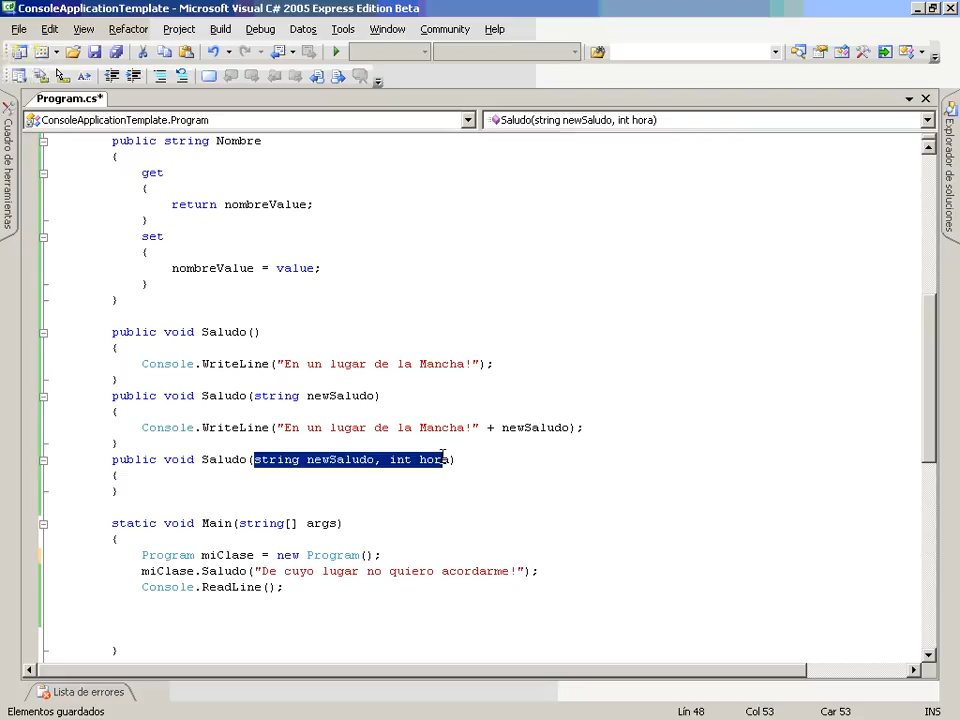 ConsoleApplicationTemplate - Microsoft Visual C# 2005 Express Edition Beta
File Edit View Refactor Project Build Debug Datos Tools Window Community Help
Program.cs*
ConsoleApplicationTemplate.Program
Saludo(string newSaludo, int hora)
Cuadro de herramientas
Explorador de soluciones
public string Nombre
{
get
{
return nombreValue;
}
set
{
nombreValue = value;
}
}
public void Saludo()
{
Console.WriteLine("En un lugar de la Mancha!");
}
public void Saludo(string newSaludo)
{
Console.WriteLine("En un lugar de la Mancha!" + newSaludo);
}
public void Saludo(string newSaludo, int hora)
{
}
static void Main(string[] args)
{
Program miClase = new Program();
miClase.Saludo("De cuyo lugar no quiero acordarme!");
Console.ReadLine();
}
Lista de errores
Elementos guardados Lín 48 Col 53 Car 53 INS